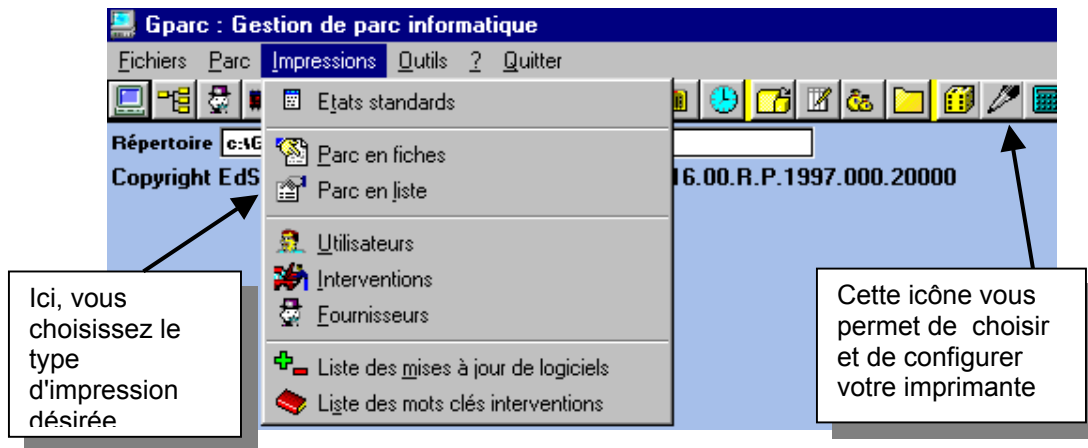 Gparc : Gestion de parc informatique
Fichiers Parc Impressions Outils ? Quitter
Etats standards
Répertoire c:\G
Parc en fiches
Copyright EdS 16.00.R.P.1997.000.20000
Parc en liste
Utilisateurs
Interventions
Fournisseurs
Liste des mises à jour de logiciels
Liste des mots clés interventions
Ici, vous
choisissez le
type
d'impression
désirée
Cette icône vous
permet de choisir
et de configurer
votre imprimante